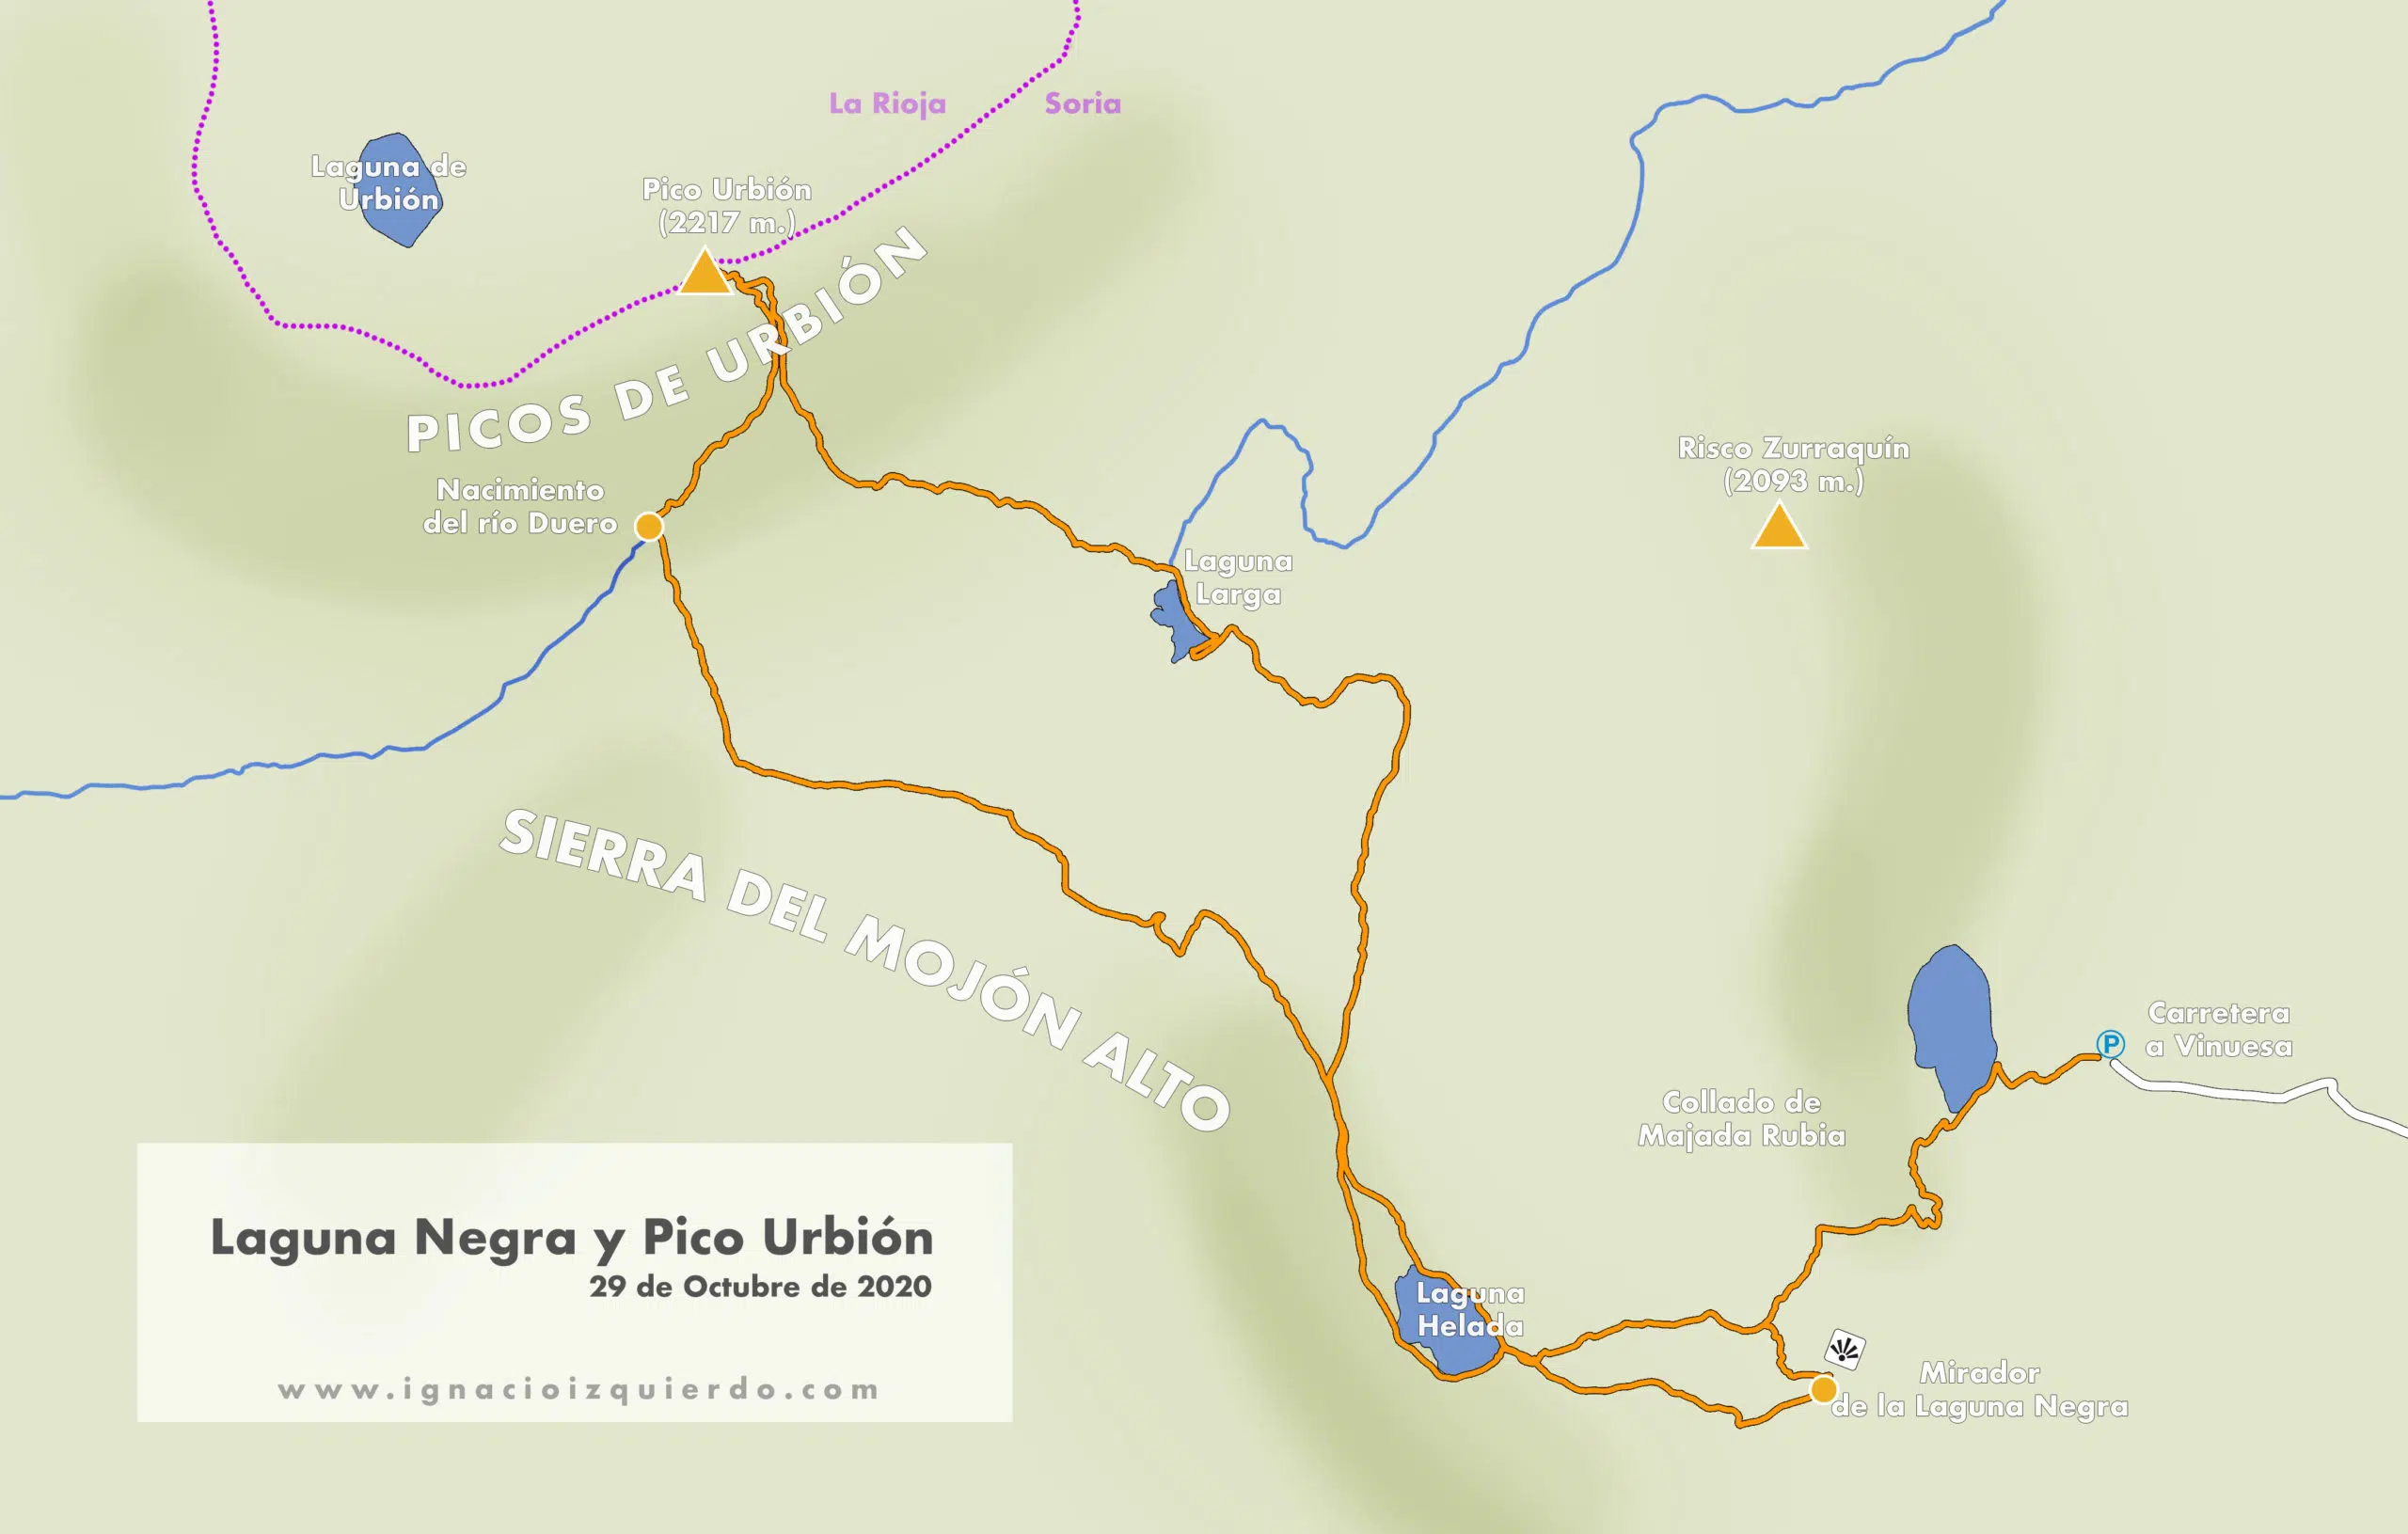 La Rioja
Soria
Laguna de
Urbión
Pico Urbión
(2217 m.)
PICOS DE URBIÓN
Nacimiento
del río Duero
Risco Zurraquín
(2093 m.)
Laguna
Larga
SIERRA DEL MOJÓN ALTO
P
Carretera
a Vinuesa
Collado de
Majada Rubia
Laguna
Helada
Mirador
de la Laguna Negra
Laguna Negra y Pico Urbión
29 de Octubre de 2020
www.ignacioizquierdo.com